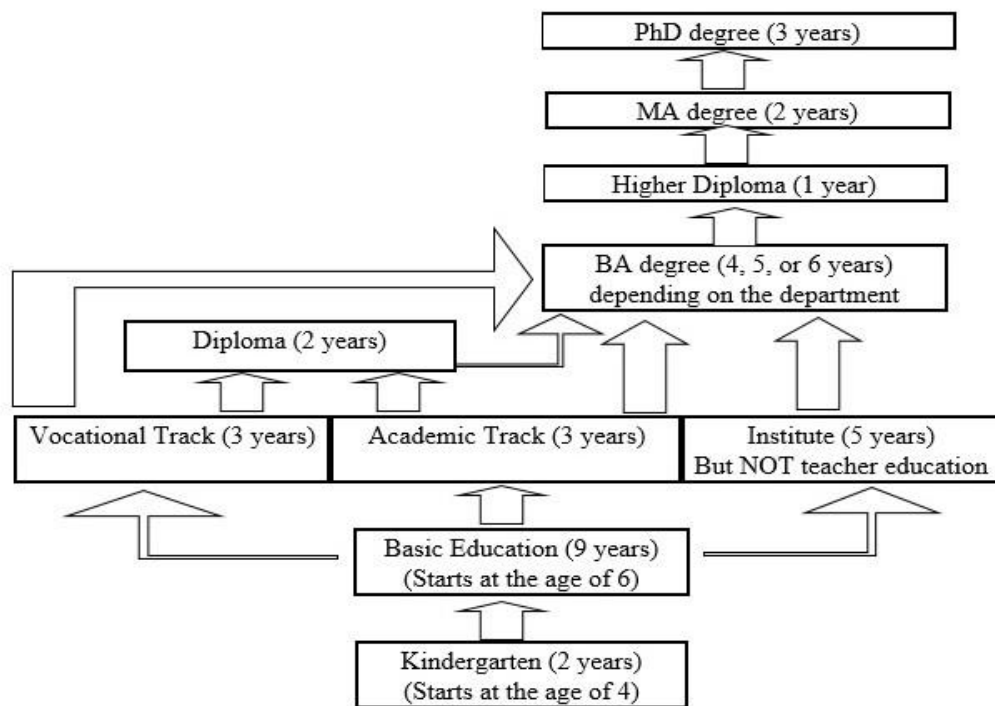 PhD degree (3 years)
MA degree (2 years)
Higher Diploma (1 year)
BA degree (4, 5, or 6 years)
depending on the department
Diploma (2 years)
Vocational Track (3 years)
Academic Track (3 years)
Institute (5 years)
But NOT teacher education
Basic Education (9 years)
(Starts at the age of 6)
Kindergarten (2 years)
(Starts at the age of 4)